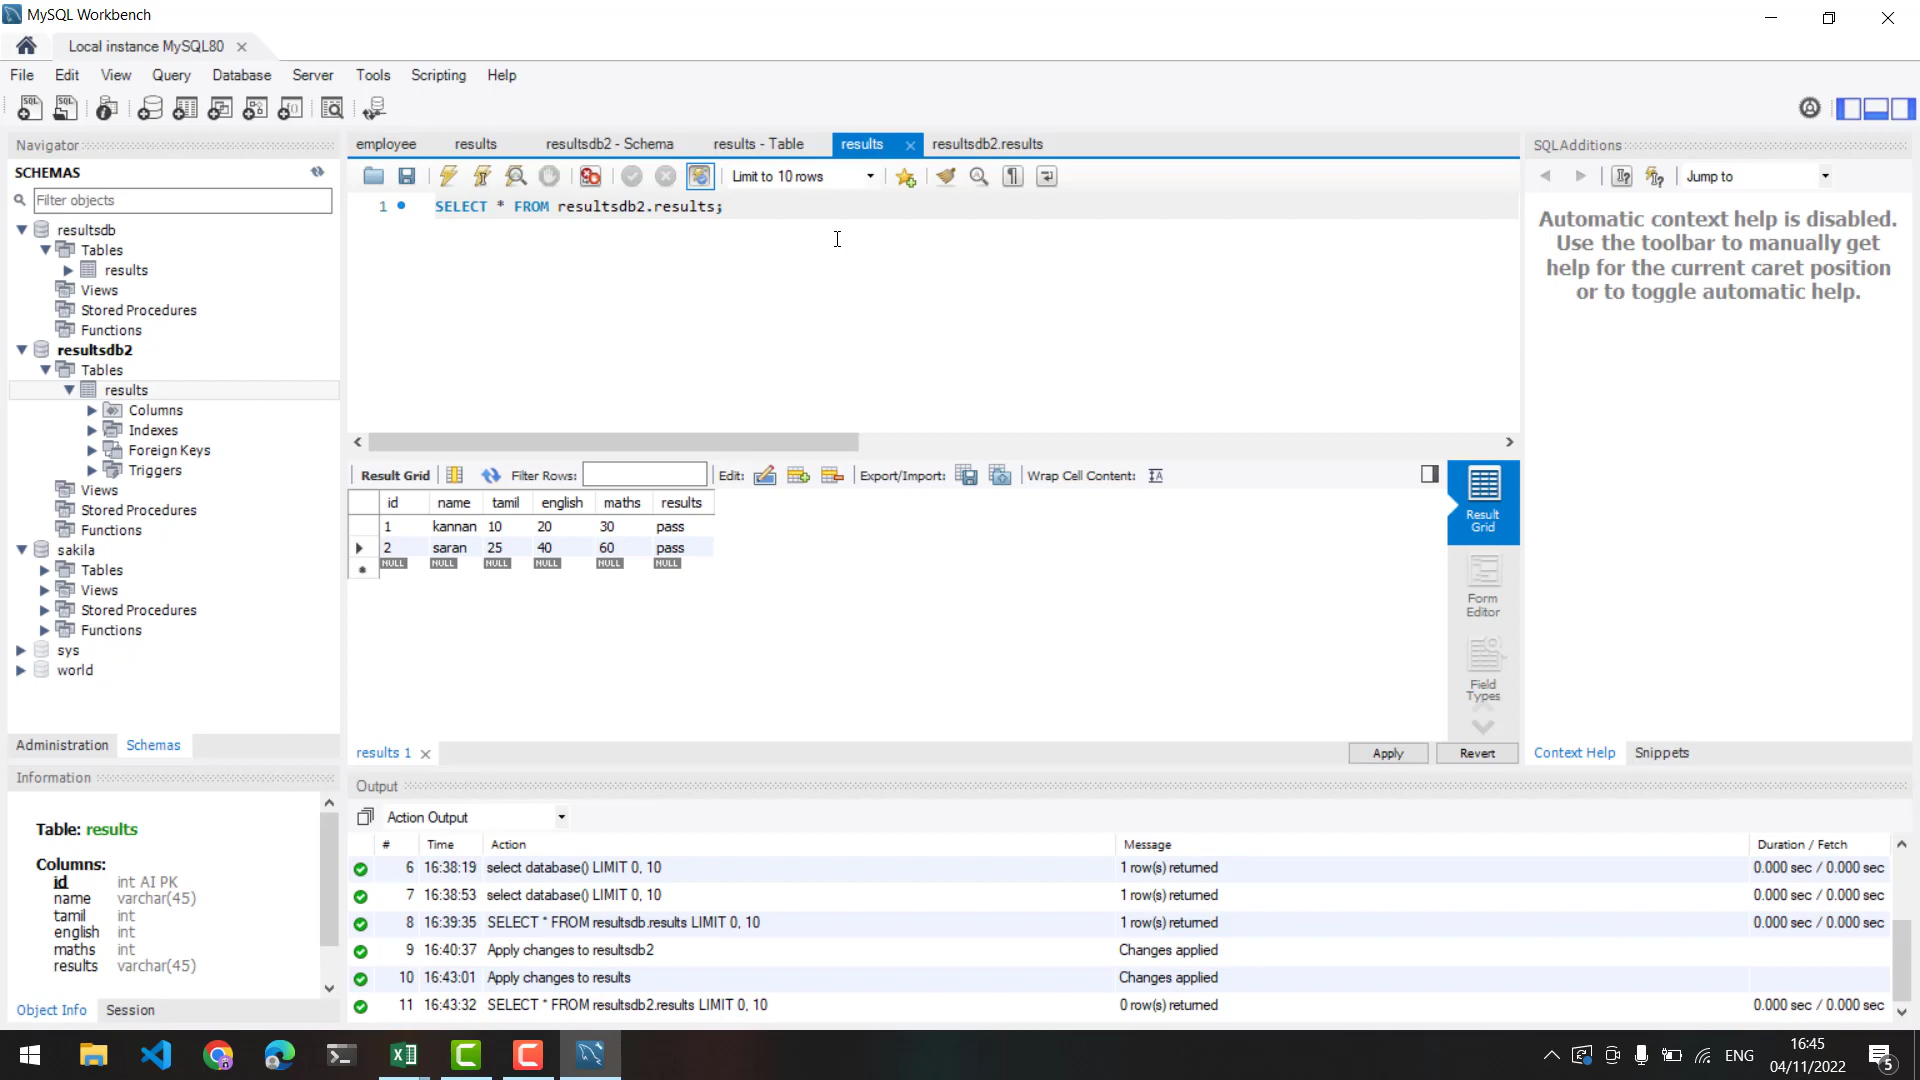 MySQL Workbench
Local instance MySQL80
File Edit View Query Database Server Tools Scripting Help
Navigator
SCHEMAS
Filter objects
resultsdb
Tables
results
Views
Stored Procedures
Functions
resultsdb2
Tables
results
Columns
Indexes
Foreign Keys
Triggers
Views
Stored Procedures
Functions
sakila
Tables
Views
Stored Procedures
Functions
sys
world
Administration Schemas
Information
Table: results
Columns:
id int AI PK
name varchar(45)
tamil int
english int
maths int
results varchar(45)
Object Info Session
employee results resultsdb2 - Schema results - Table results resultsdb2.results
Limit to 10 rows
1 SELECT * FROM resultsdb2.results;
Result Grid Filter Rows: Edit: Export/Import: Wrap Cell Content:
id name tamil english maths results
1 kannan 10 20 30 pass
2 saran 25 40 60 pass
NULL NULL NULL NULL NULL NULL
Result Grid
Form Editor
Field Types
results 1 Apply Revert
Output
Action Output
# Time Action Message Duration / Fetch
6 16:38:19 select database() LIMIT 0, 10 1 row(s) returned 0.000 sec / 0.000 sec
7 16:38:53 select database() LIMIT 0, 10 1 row(s) returned 0.000 sec / 0.000 sec
8 16:39:35 SELECT * FROM resultsdb.results LIMIT 0, 10 1 row(s) returned 0.000 sec / 0.000 sec
9 16:40:37 Apply changes to resultsdb2 Changes applied
10 16:43:01 Apply changes to results Changes applied
11 16:43:32 SELECT * FROM resultsdb2.results LIMIT 0, 10 0 row(s) returned 0.000 sec / 0.000 sec
SQLAdditions
Jump to
Automatic context help is disabled.
Use the toolbar to manually get
help for the current caret position
or to toggle automatic help.
Context Help Snippets
ENG
16:45
04/11/2022
5